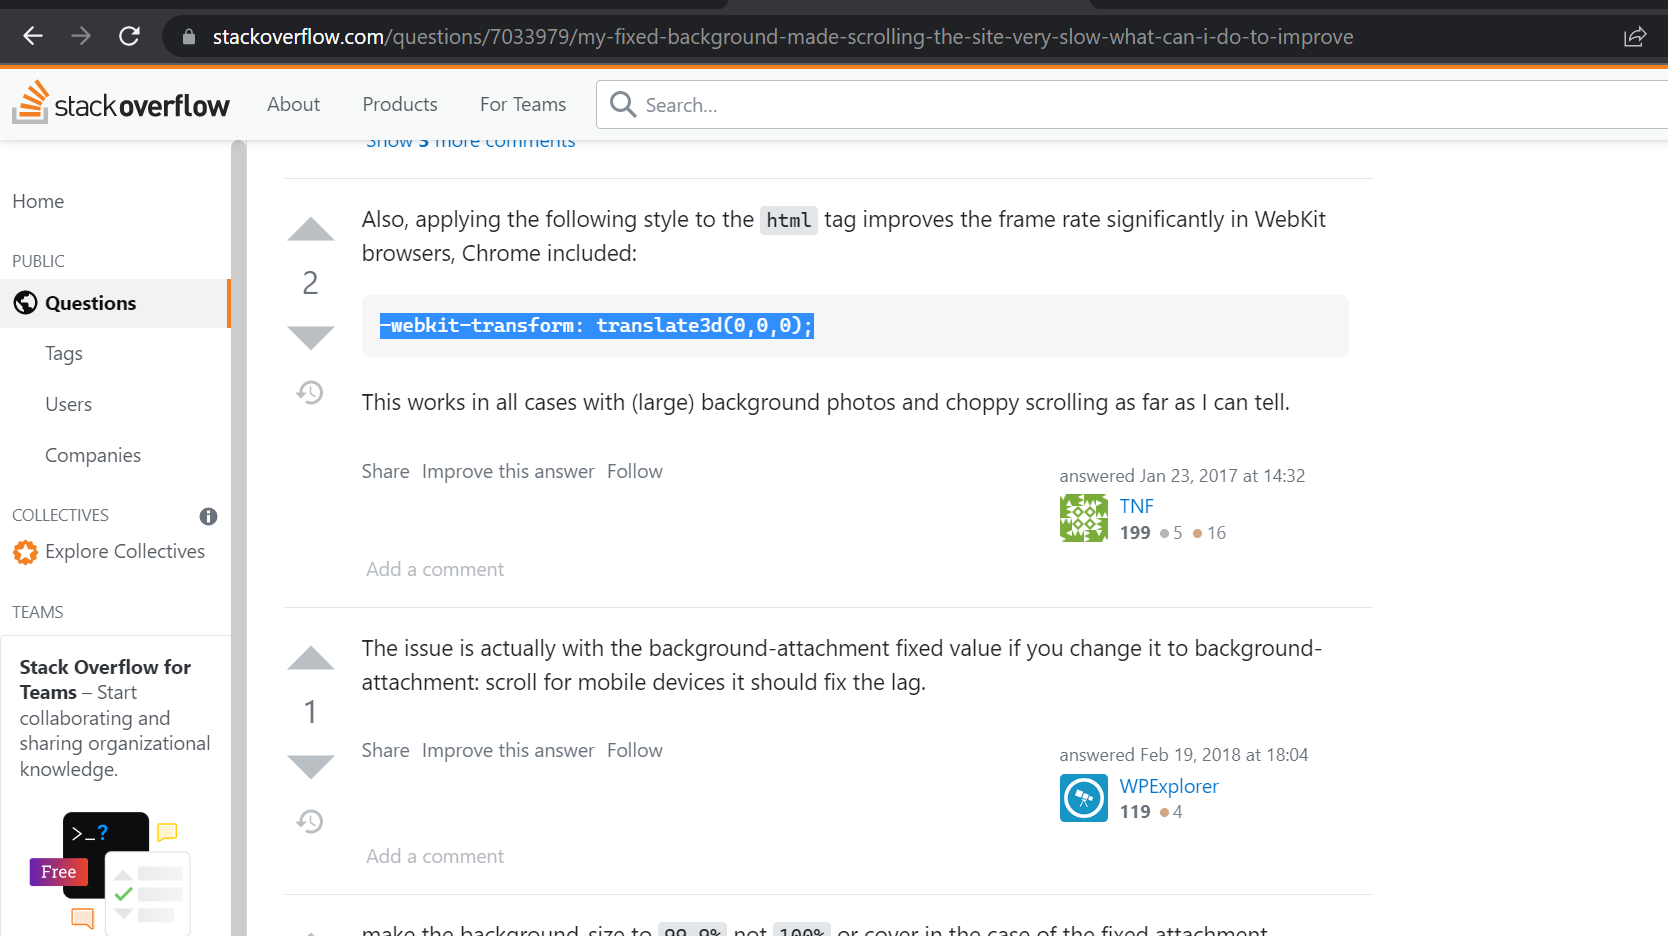 stackoverflow.com/questions/7033979/my-fixed-background-made-scrolling-the-site-very-slow-what-can-i-do-to-improve
stackoverflow
About
Products
For Teams
Search...
Show 5 more comments
Home
PUBLIC
Questions
Tags
Users
Companies
COLLECTIVES
Explore Collectives
TEAMS
Stack Overflow for
Teams – Start
collaborating and
sharing organizational
knowledge.
>_?
Free
Also, applying the following style to the html tag improves the frame rate significantly in WebKit
browsers, Chrome included:
2
-webkit-transform: translate3d(0,0,0);
This works in all cases with (large) background photos and choppy scrolling as far as I can tell.
Share Improve this answer Follow
answered Jan 23, 2017 at 14:32
TNF
199 5 16
Add a comment
The issue is actually with the background-attachment fixed value if you change it to background-
attachment: scroll for mobile devices it should fix the lag.
1
Share Improve this answer Follow
answered Feb 19, 2018 at 18:04
WPExplorer
119 4
Add a comment
make the background-size to 99.9% not 100% or cover in the case of the fixed attachment